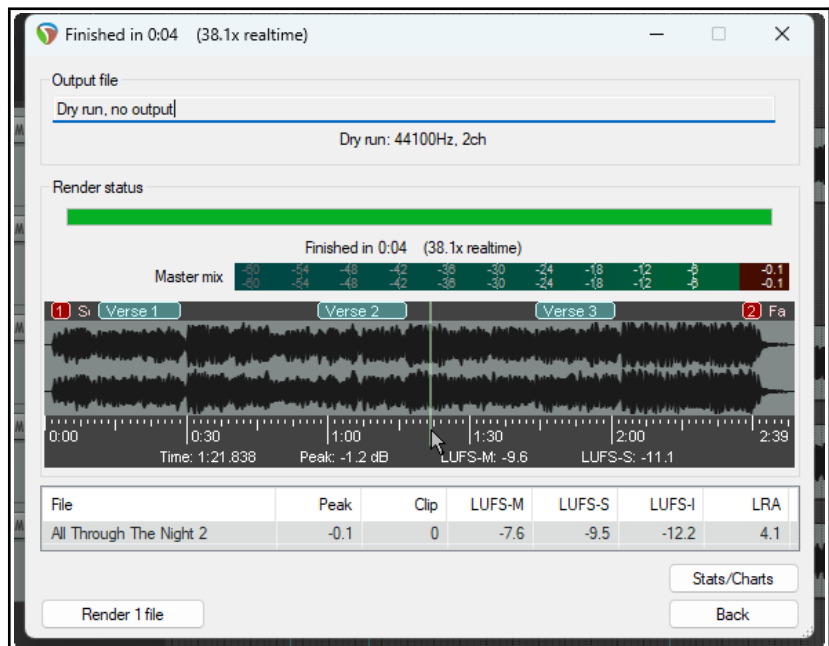 Finished in 0:04 (38.1x realtime)
Output file
Dry run, no output
Dry run: 44100Hz, 2ch
Render status
Finished in 0:04 (38.1x realtime)
Master mix -60 -54 -48 -42 -36 -30 -24 -18 -12 -6 -0.1
-60 -54 -48 -42 -36 -30 -24 -18 -12 -6 -0.1
1 Verse 1 Verse 2 Verse 3 2 Fa
0:00 0:30 1:00 1:30 2:00 2:39
Time: 1:21.838 Peak: -1.2 dB LUFS-M: -9.6 LUFS-S: -11.1
File Peak Clip LUFS-M LUFS-S LUFS-I LRA
All Through The Night 2 -0.1 0 -7.6 -9.5 -12.2 4.1
Stats/Charts
Render 1 file Back